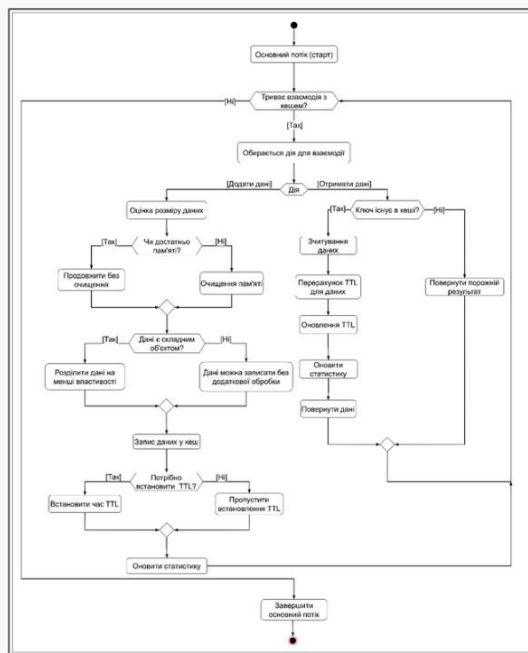 Основний потік (старт)
Триває взаємодія з
кешем?
[Ні]
[Так]
Обирається дія для взаємодії
[Додати дані]
Дія
[Отримати дані]
Оцінка розміру даних
[Так]
Ключ існує в кеші?
[Ні]
[Так]
Чи достатньо
пам'яті?
[Ні]
Зчитування
даних
Продовжити без
очищення
Очищення пам'яті
Перерахунок TTL
для даних
Повернути порожній
результат
Оновлення TTL
[Так]
Дані є складним
об'єктом?
[Ні]
Розділити дані на
менші властивості
Дані можна записати без
додаткової обробки
Оновити
статистику
Повернути дані
Запис даних у кеш
[Так]
Потрібно
встановити TTL?
[Ні]
Встановити час TTL
Пропустити
встановлення TTL
Оновити статистику
Завершити
основний потік